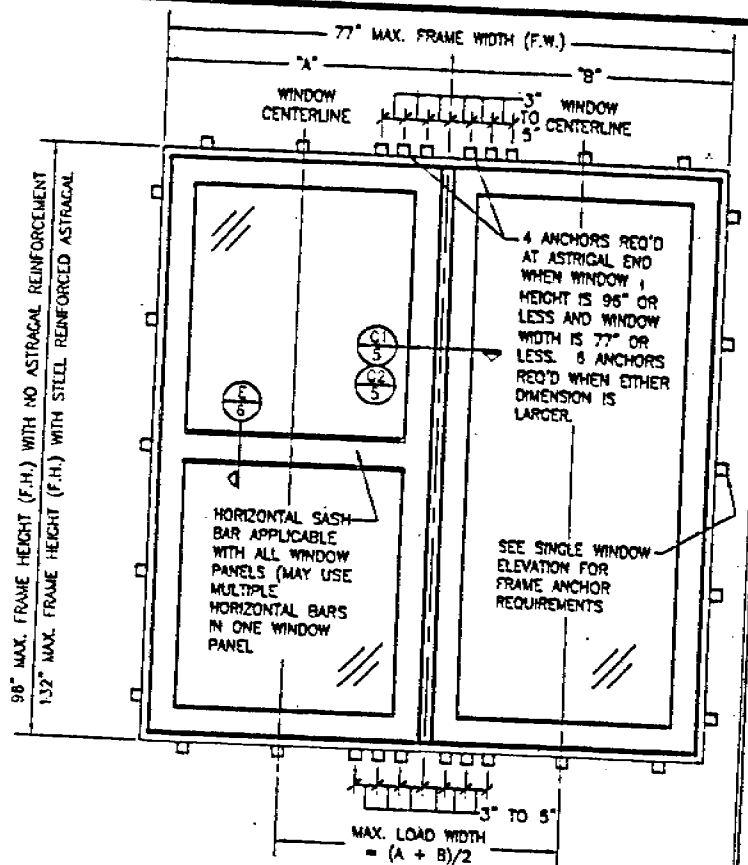 77" MAX. FRAME WIDTH (F.W.)
"A"
"B"
WINDOW
CENTERLINE
3"
TO
5"
WINDOW
CENTERLINE
98" MAX. FRAME HEIGHT (F.H.) WITH NO ASTRAGAL REINFORCEMENT
132" MAX. FRAME HEIGHT (F.H.) WITH STEEL REINFORCED ASTRAGAL
4 ANCHORS REQ'D
AT ASTRIGAL END
WHEN WINDOW
HEIGHT IS 96" OR
LESS AND WINDOW
WIDTH IS 77" OR
LESS. 6 ANCHORS
REQ'D WHEN EITHER
DIMENSION IS
LARGER.
C1
5
C2
5
E
6
HORIZONTAL SASH
BAR APPLICABLE
WITH ALL WINDOW
PANELS (MAY USE
MULTIPLE
HORIZONTAL BARS
IN ONE WINDOW
PANEL
SEE SINGLE WINDOW
ELEVATION FOR
FRAME ANCHOR
REQUIREMENTS
3" TO 5"
MAX. LOAD WIDTH
= (A + B)/2